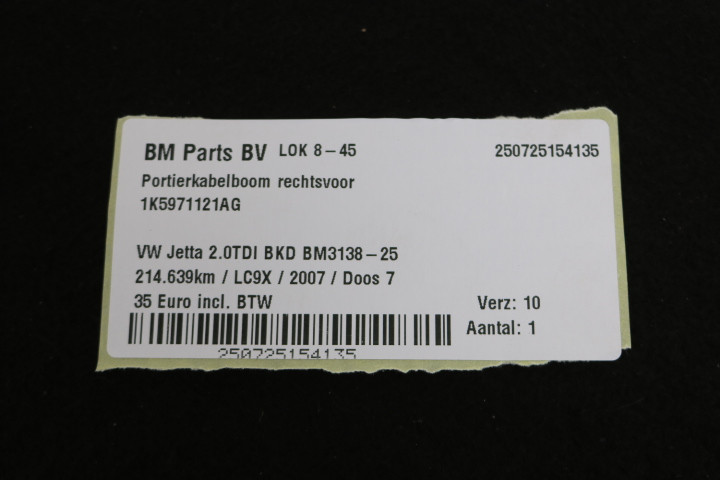 BM Parts BV LOK 8-45 250725154135
Portierkabelboom rechtsvoor
1K5971121AG
VW Jetta 2.0TDI BKD BM3138-25
214.639km / LC9X / 2007 / Doos 7
35 Euro incl. BTW Verz: 10
Aantal: 1
250725154135